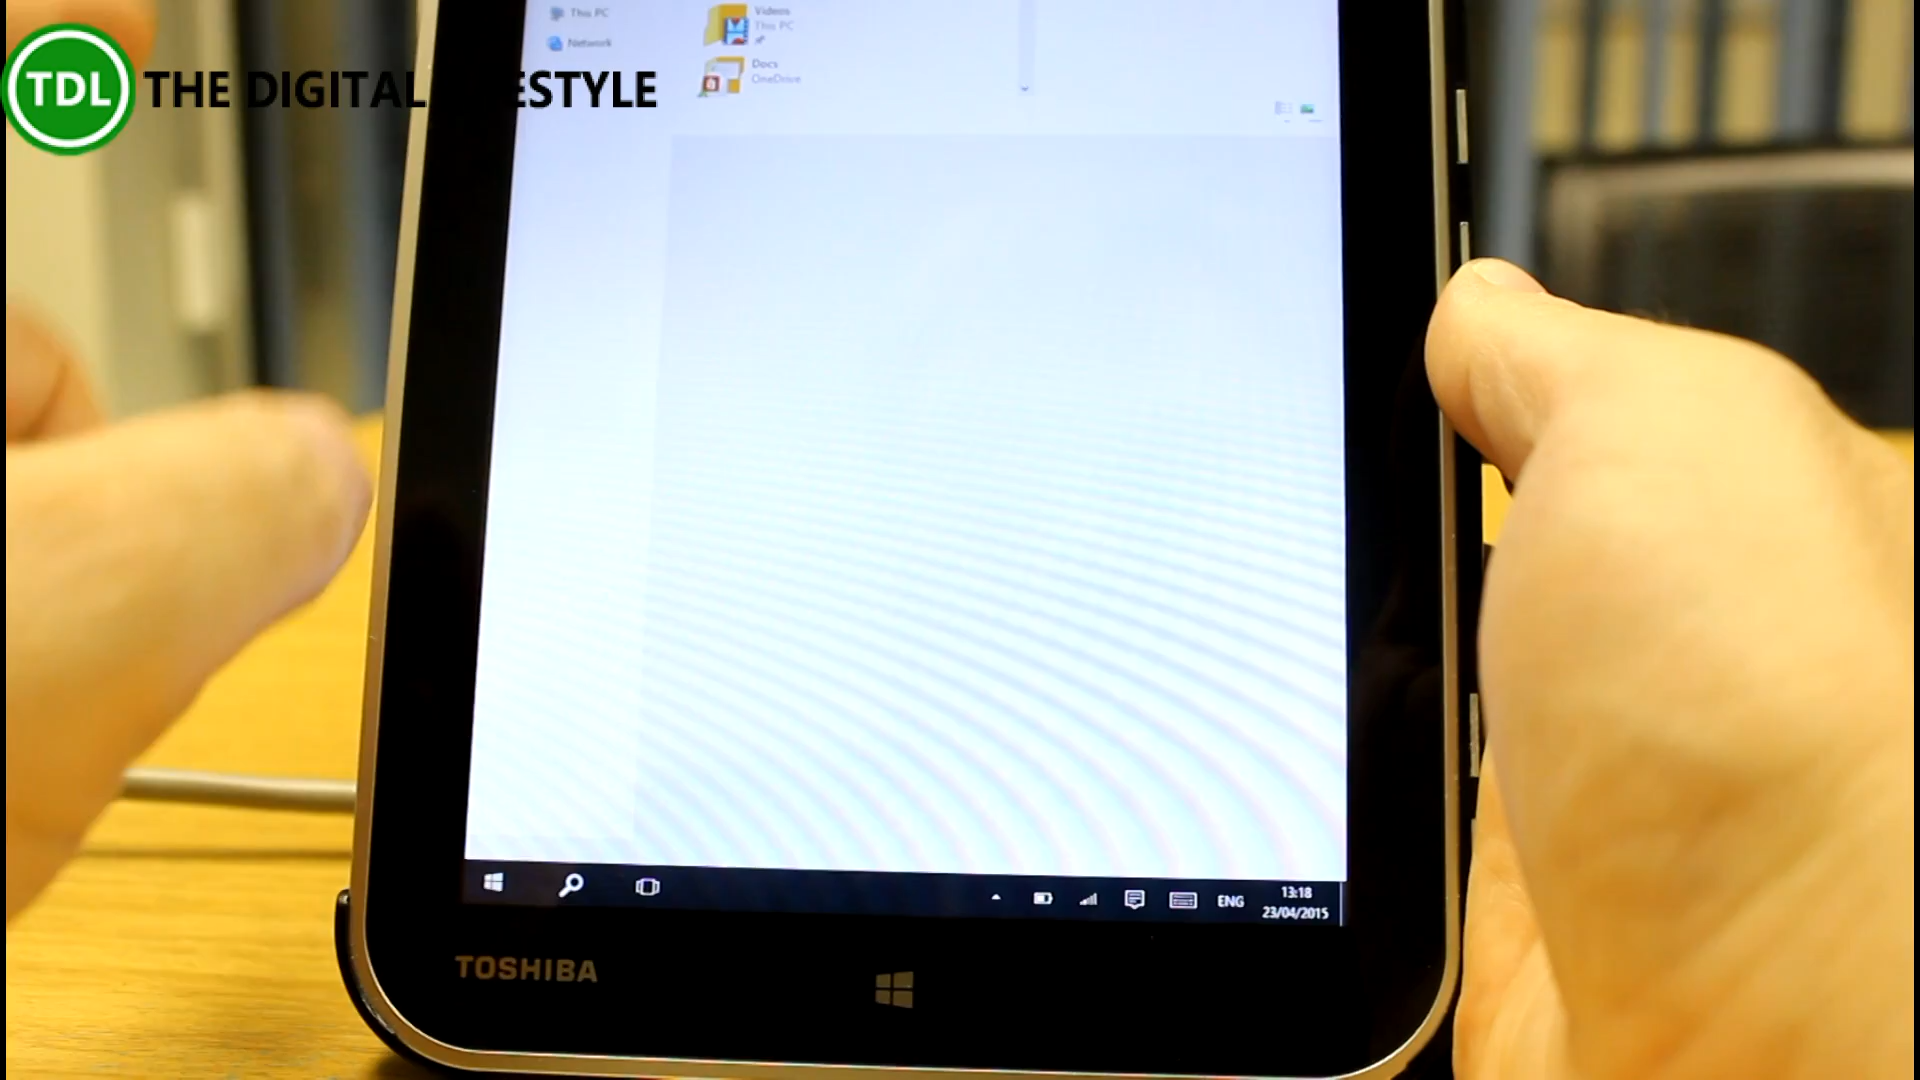 This PC
Network
Videos
This PC
Docs
OneDrive
TDL THE DIGITAL ESTYLE
ENG
13:18
23/04/2015
TOSHIBA